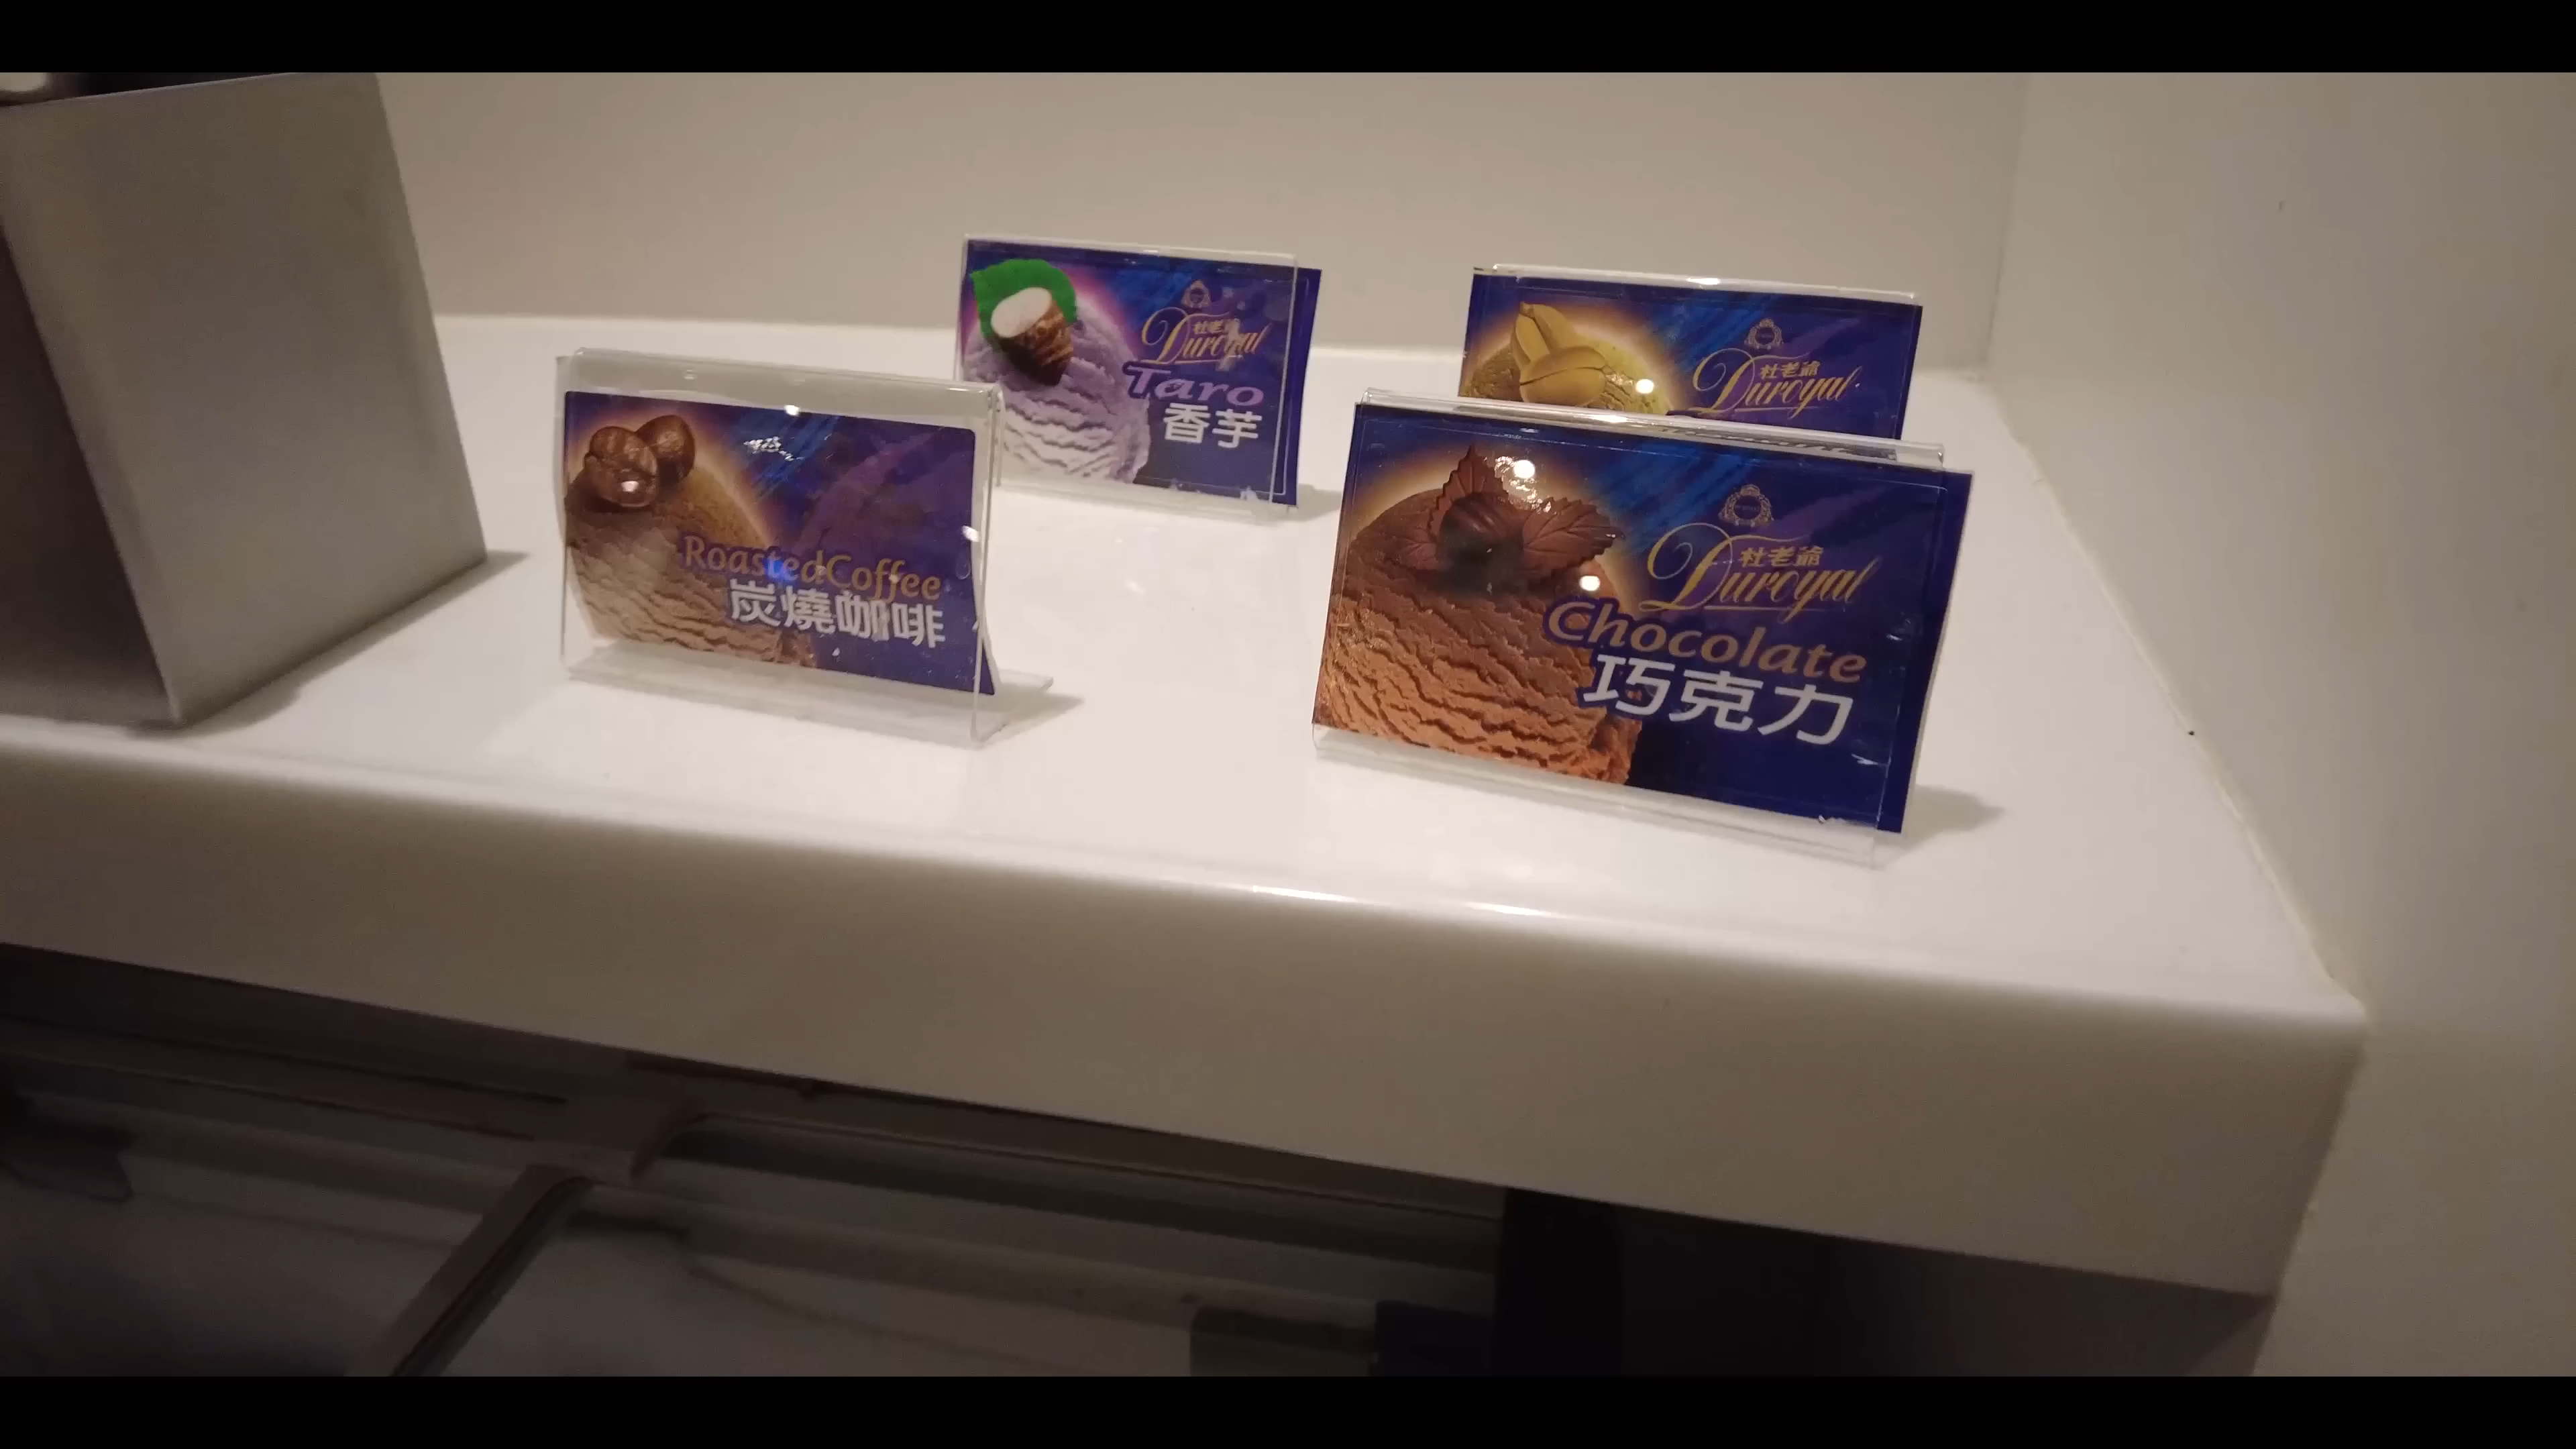 杜老爺
Duroyal
Taro
香芋
杜老爺
Duroyal
RoastedCoffee
炭燒咖啡
杜老爺
Duroyal
Chocolate
巧克力